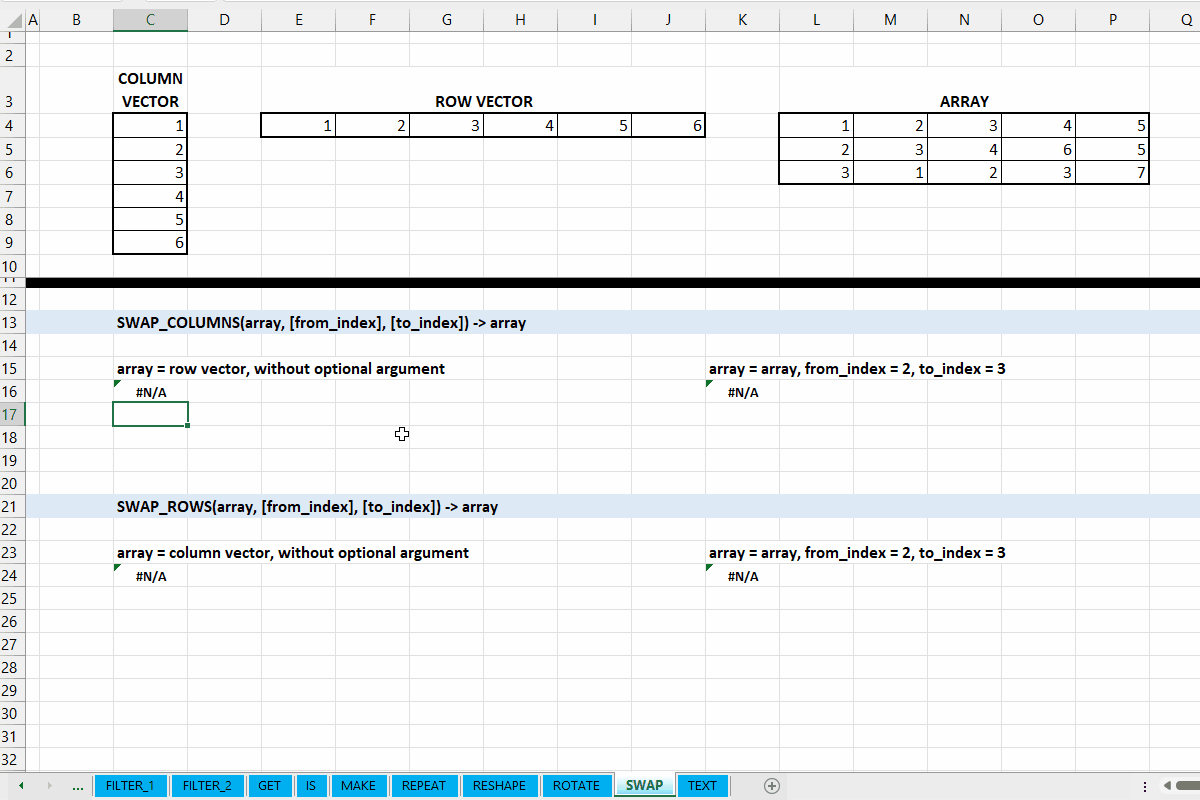 A B C D E F G H I J K L M N O P Q
1
2
COLUMN
3 VECTOR ROW VECTOR ARRAY
4 1 1 2 3 4 5 6 1 2 3 4 5
5 2 2 3 4 6 5
6 3 3 1 2 3 7
7 4
8 5
9 6
10
11
12
13 SWAP_COLUMNS(array, [from_index], [to_index]) -> array
14
15 array = row vector, without optional argument array = array, from_index = 2, to_index = 3
16 #N/A #N/A
17
18
19
20
21 SWAP_ROWS(array, [from_index], [to_index]) -> array
22
23 array = column vector, without optional argument array = array, from_index = 2, to_index = 3
24 #N/A #N/A
25
26
27
28
29
30
31
32
... FILTER_1 FILTER_2 GET IS MAKE REPEAT RESHAPE ROTATE SWAP TEXT